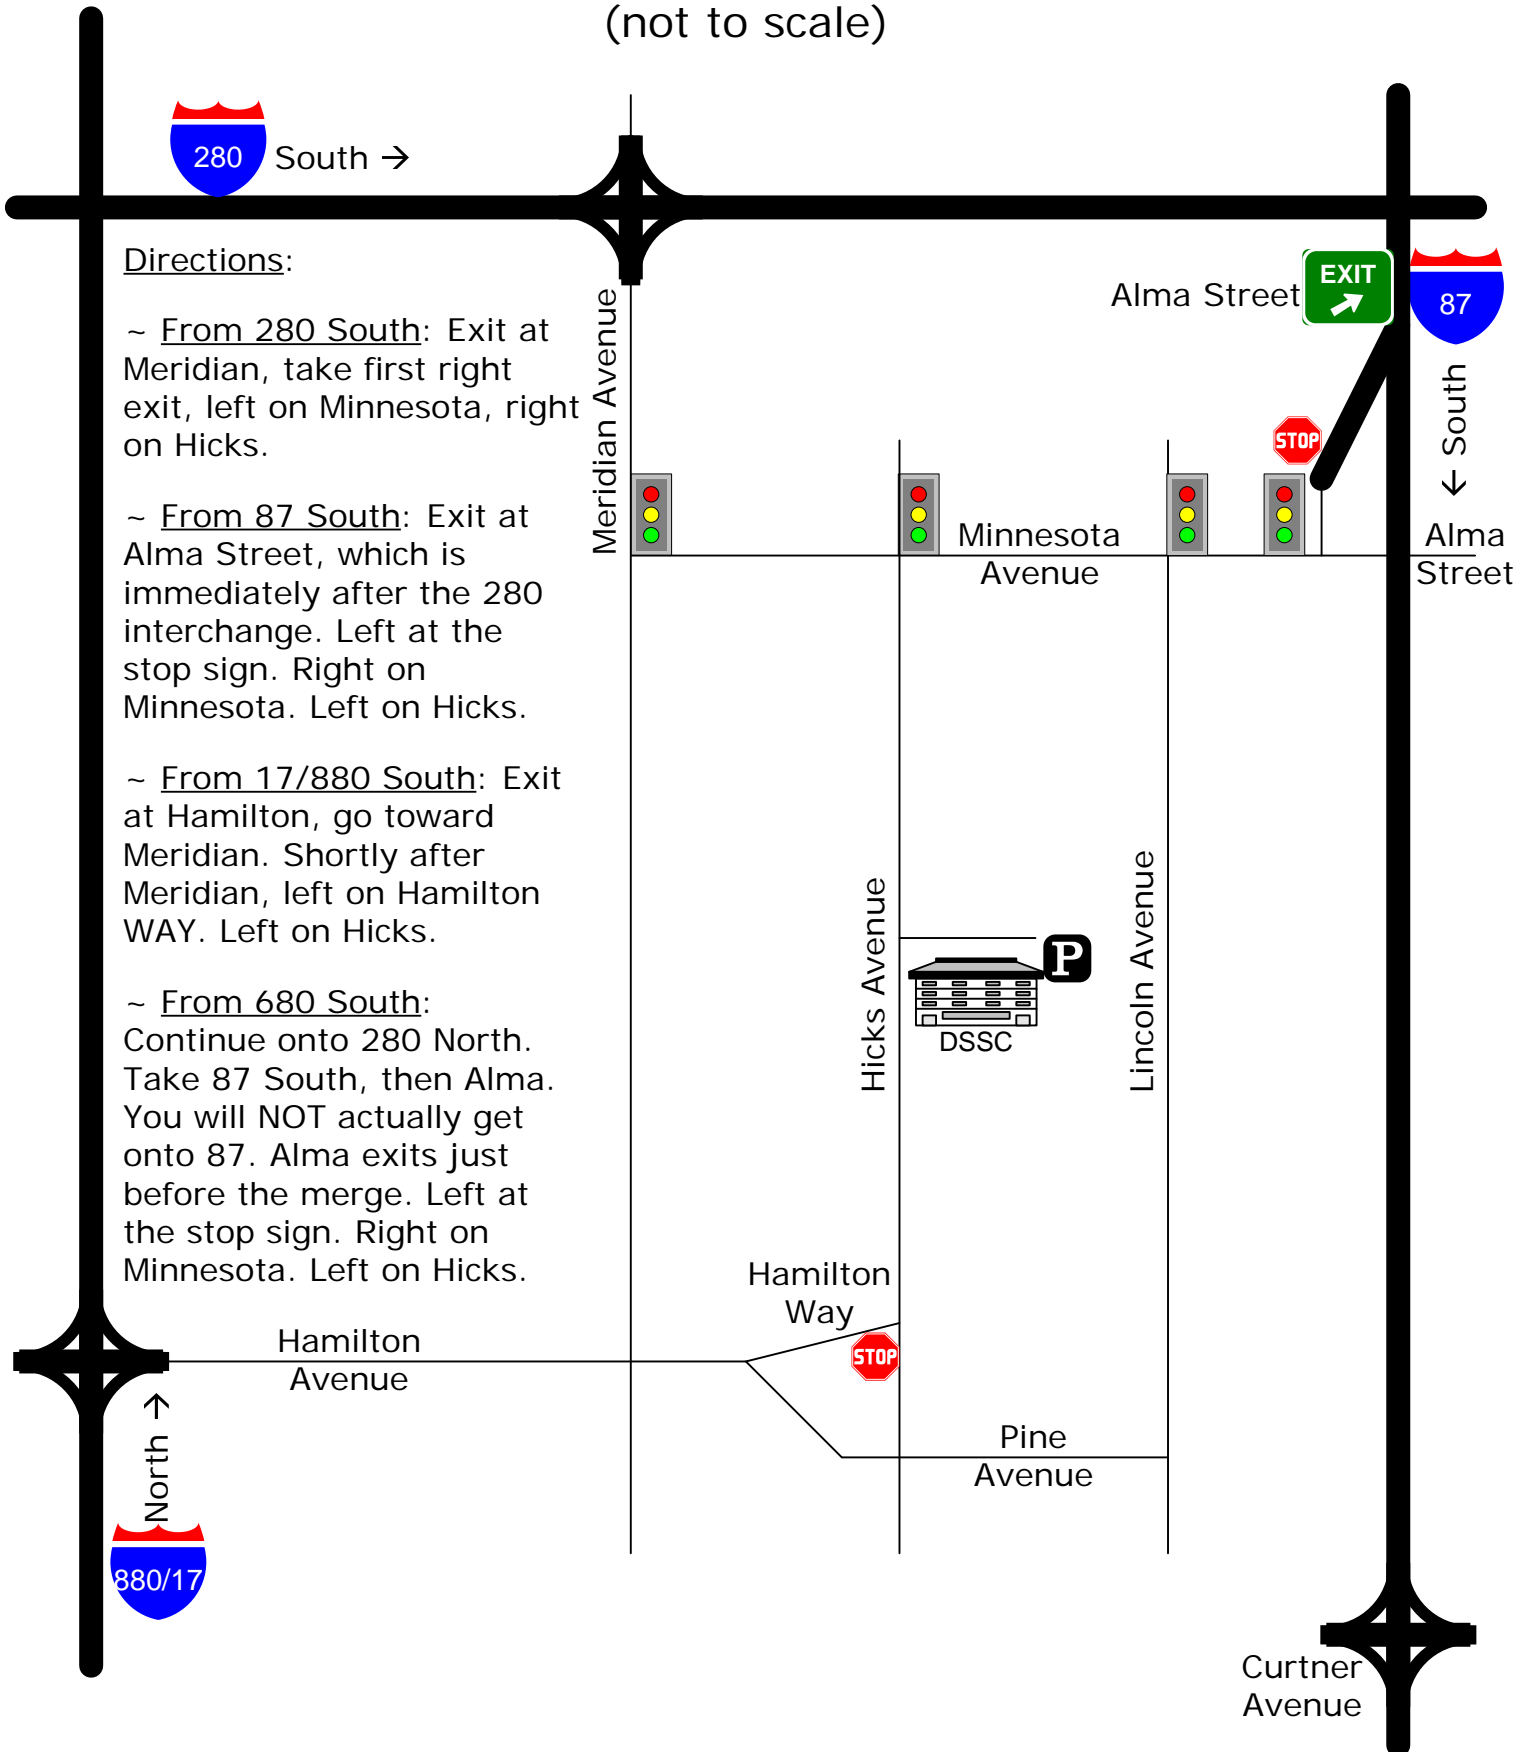 (not to scale)
280
South →
Directions:
~ From 280 South: Exit at
Meridian, take first right
exit, left on Minnesota, right
on Hicks.
~ From 87 South: Exit at
Alma Street, which is
immediately after the 280
interchange. Left at the
stop sign. Right on
Minnesota. Left on Hicks.
~ From 17/880 South: Exit
at Hamilton, go toward
Meridian. Shortly after
Meridian, left on Hamilton
WAY. Left on Hicks.
~ From 680 South:
Continue onto 280 North.
Take 87 South, then Alma.
You will NOT actually get
onto 87. Alma exits just
before the merge. Left at
the stop sign. Right on
Minnesota. Left on Hicks.
Meridian Avenue
Alma Street
EXIT
87
← South
STOP
Minnesota
Avenue
Alma
Street
Hicks Avenue
P
DSSC
Lincoln Avenue
Hamilton
Way
STOP
Hamilton
Avenue
Pine
Avenue
North →
880/17
Curtner
Avenue